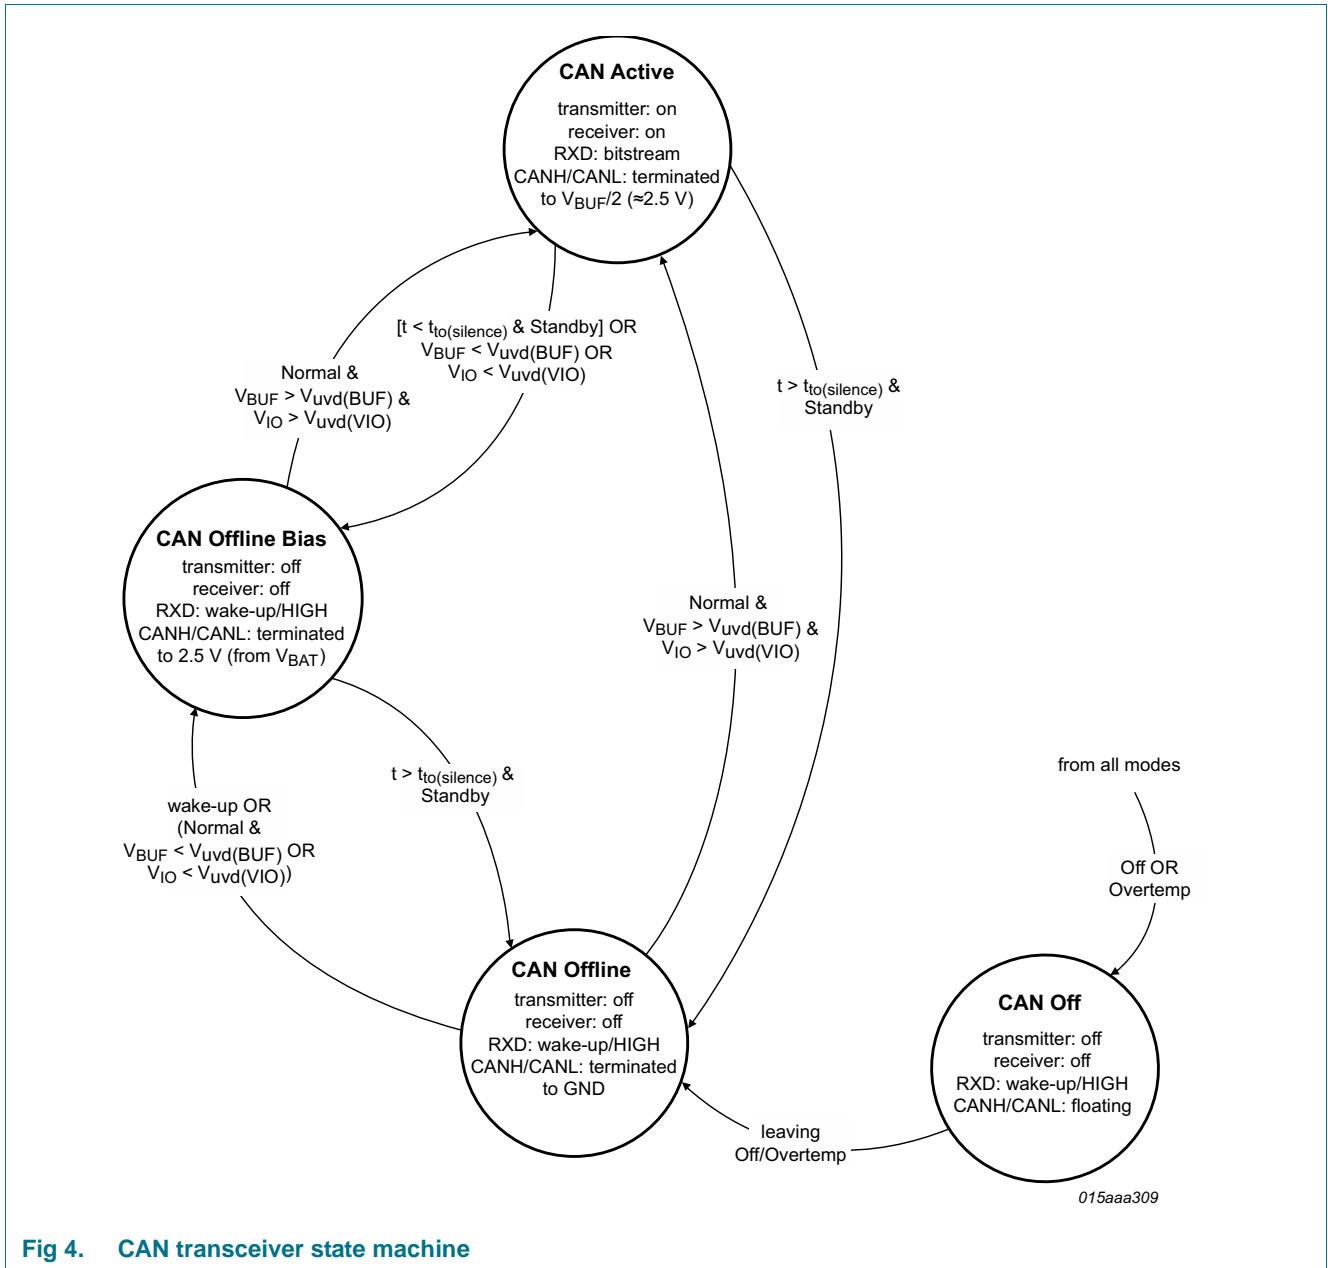 CAN Active
transmitter: on
receiver: on
RXD: bitstream
CANH/CANL: terminated
to VBUF/2 (≈2.5 V)
[t < tto(silence) & Standby] OR
VBUF < Vuvd(BUF) OR
VIO < Vuvd(VIO)
Normal &
VBUF > Vuvd(BUF) &
VIO > Vuvd(VIO)
t > tto(silence) &
Standby
CAN Offline Bias
transmitter: off
receiver: off
RXD: wake-up/HIGH
CANH/CANL: terminated
to 2.5 V (from VBAT)
Normal &
VBUF > Vuvd(BUF) &
VIO > Vuvd(VIO)
t > tto(silence) &
Standby
wake-up OR
(Normal &
VBUF < Vuvd(BUF) OR
VIO < Vuvd(VIO))
from all modes
Off OR
Overtemp
CAN Offline
transmitter: off
receiver: off
RXD: wake-up/HIGH
CANH/CANL: terminated
to GND
CAN Off
transmitter: off
receiver: off
RXD: wake-up/HIGH
CANH/CANL: floating
leaving
Off/Overtemp
015aaa309
Fig 4. CAN transceiver state machine